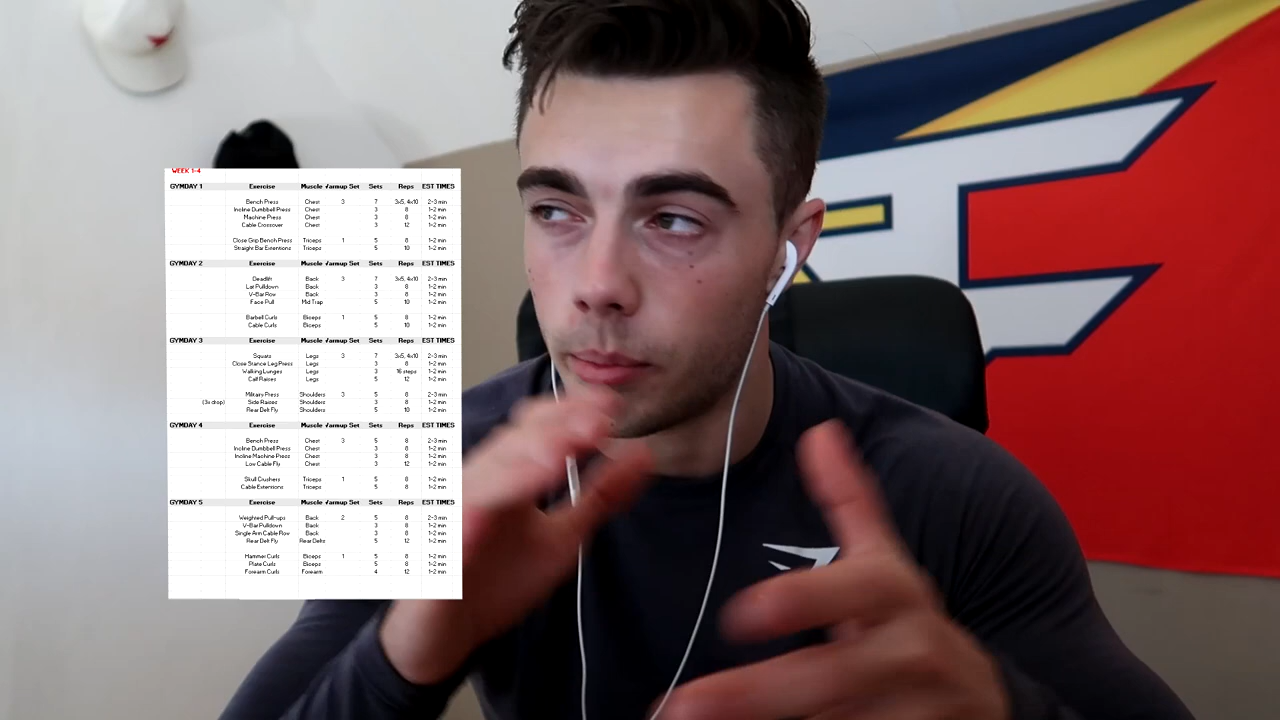 WEEK 1-4
GYMDAY 1 Exercise Muscle Warmup Set Sets Reps EST TIMES
Bench Press Chest 3 7 3x5, 4x10 2-3 min
Incline Dumbbell Press Chest 3 8 1-2 min
Machine Press Chest 3 8 1-2 min
Cable Crossover Chest 3 12 1-2 min
Close Grip Bench Press Triceps 1 5 8 1-2 min
Straight Bar Extentions Triceps 5 10 1-2 min
GYMDAY 2 Exercise Muscle Warmup Set Sets Reps EST TIMES
Deadlift Back 3 7 3x5, 4x10 2-3 min
Lat Pulldown Back 3 8 1-2 min
V-Bar Row Back 3 8 1-2 min
Face Pull Mid Trap 5 10 1-2 min
Barbell Curls Biceps 1 5 8 1-2 min
Cable Curls Biceps 5 10 1-2 min
GYMDAY 3 Exercise Muscle Warmup Set Sets Reps EST TIMES
Squats Legs 3 7 3x5, 4x10 2-3 min
Close Stance Leg Press Legs 3 8 1-2 min
Walking Lunges Legs 3 16 steps 1-2 min
Calf Raises Legs 5 12 1-2 min
Military Press Shoulders 3 5 8 2-3 min
(3x drop) Side Raises Shoulders 3 8 1-2 min
Rear Delt Fly Shoulders 5 10 1-2 min
GYMDAY 4 Exercise Muscle Warmup Set Sets Reps EST TIMES
Bench Press Chest 3 5 8 2-3 min
Incline Dumbbell Press Chest 3 8 1-2 min
Incline Machine Press Chest 3 8 1-2 min
Low Cable Fly Chest 3 12 1-2 min
Skull Crushers Triceps 1 5 8 1-2 min
Cable Extentions Triceps 5 8 1-2 min
GYMDAY 5 Exercise Muscle Warmup Set Sets Reps EST TIMES
Weighted Pull-ups Back 2 5 8 2-3 min
V-Bar Pulldown Back 3 8 1-2 min
Single Arm Cable Row Back 3 8 1-2 min
Rear Delt Fly Rear Delts 5 12 1-2 min
Hammer Curls Biceps 1 5 8 1-2 min
Plate Curls Biceps 5 8 1-2 min
Forearm Curls Forearm 4 12 1-2 min